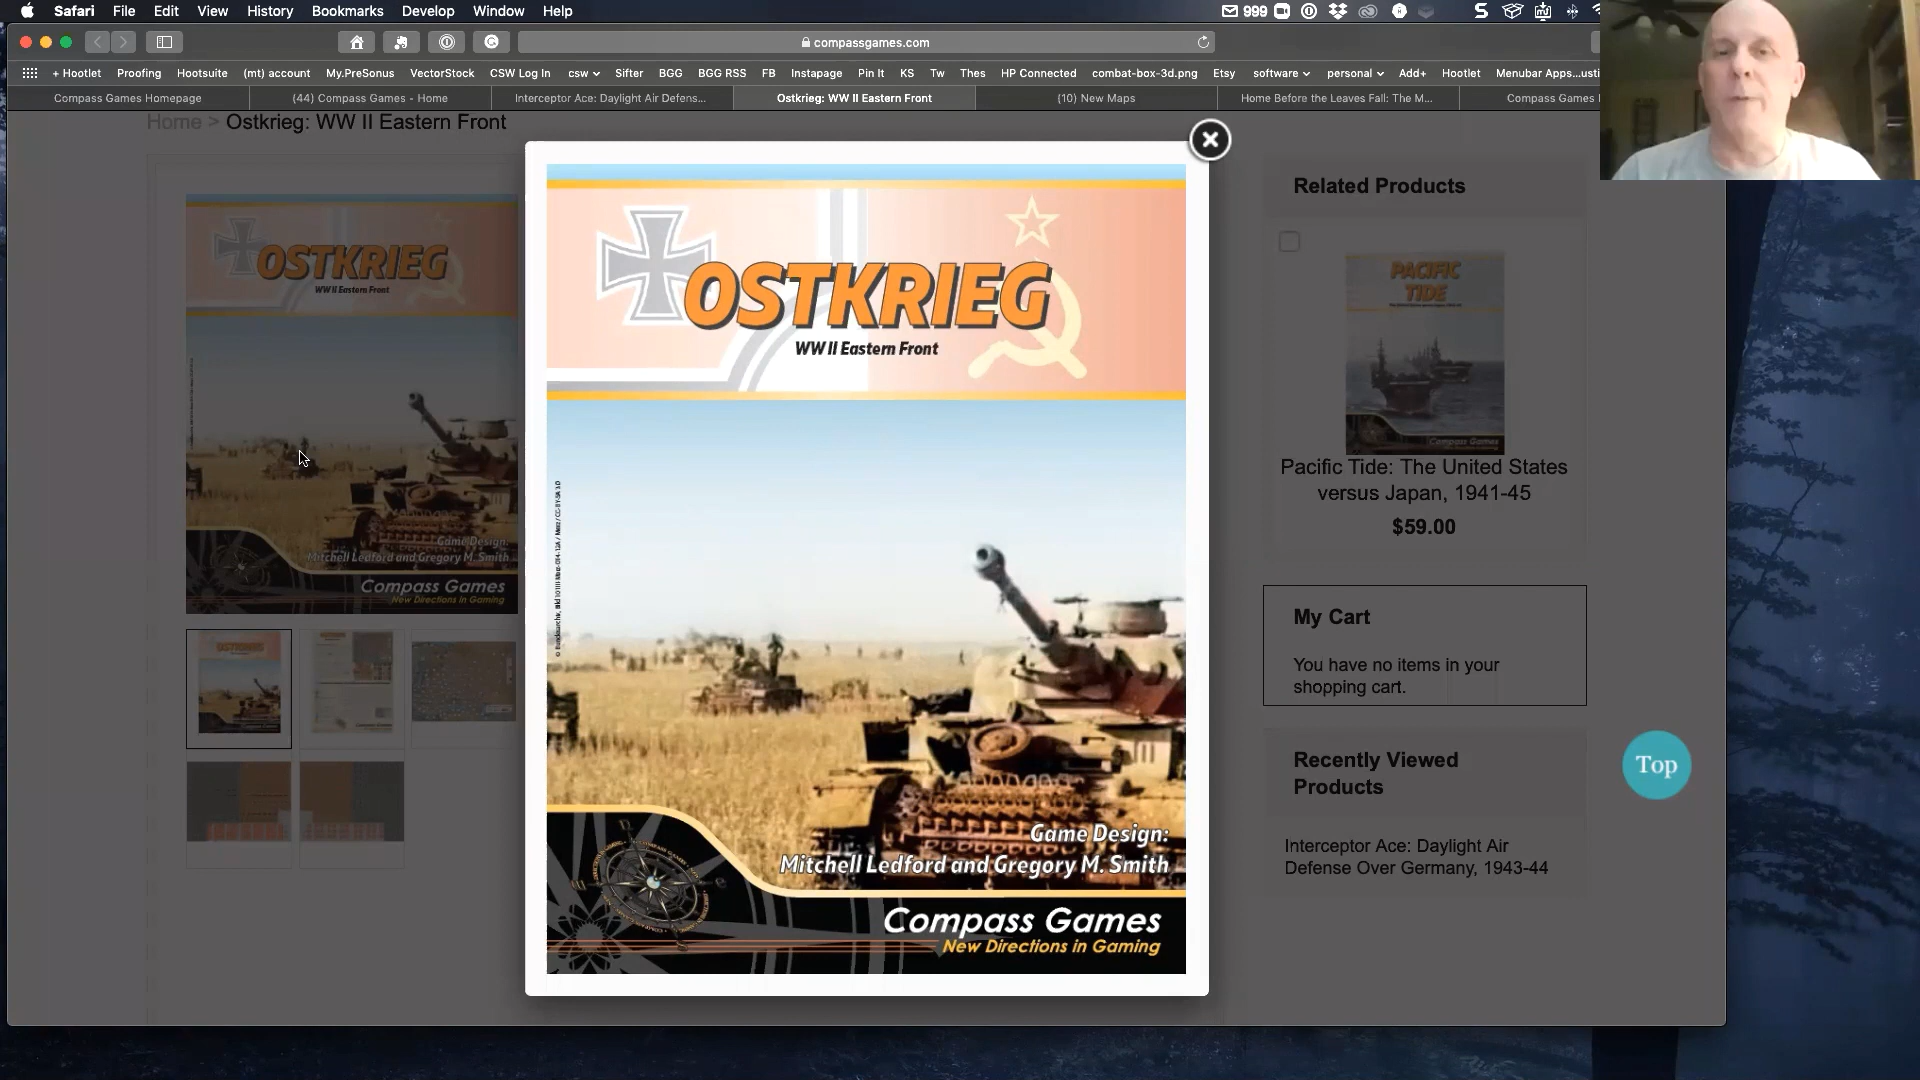 Safari File Edit View History Bookmarks Develop Window Help
999
compassgames.com
+ Hootlet Proofing Hootsuite (mt) account My.PreSonus VectorStock CSW Log In csw Sifter BGG BGG RSS FB Instapage Pin It KS Tw Thes HP Connected combat-box-3d.png Etsy software personal Add+ Hootlet Menubar Apps...usti
Compass Games Homepage (44) Compass Games - Home Interceptor Ace: Daylight Air Defens... Ostkrieg: WW II Eastern Front (10) New Maps Home Before the Leaves Fall: The M... Compass Games
Home > Ostkrieg: WW II Eastern Front
OSTKRIEG
WW II Eastern Front
Game Design:
Mitchell Ledford and Gregory M. Smith
Compass Games
New Directions in Gaming
OSTKRIEG
OSTKRIEG
WW II Eastern Front
Game Design:
Mitchell Ledford and Gregory M. Smith
Compass Games
New Directions in Gaming
Related Products
PACIFIC
TIDE
Compass Games
Pacific Tide: The United States
versus Japan, 1941-45
$59.00
My Cart
You have no items in your
shopping cart.
Recently Viewed
Products
Top
Interceptor Ace: Daylight Air
Defense Over Germany, 1943-44